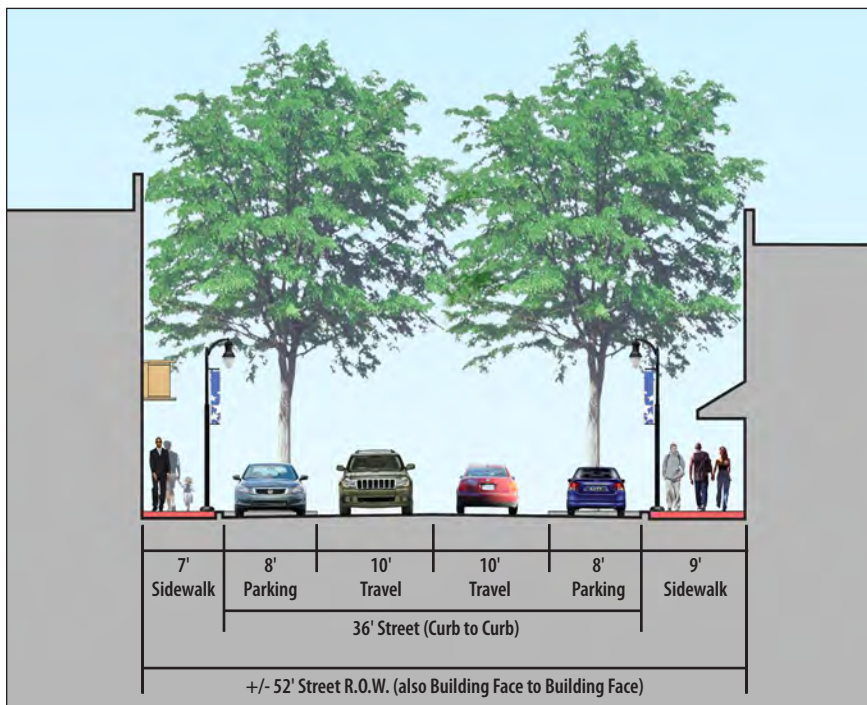 7' 8' 10' 10' 8' 9'
Sidewalk Parking Travel Travel Parking Sidewalk
36' Street (Curb to Curb)
+/- 52' Street R.O.W. (also Building Face to Building Face)